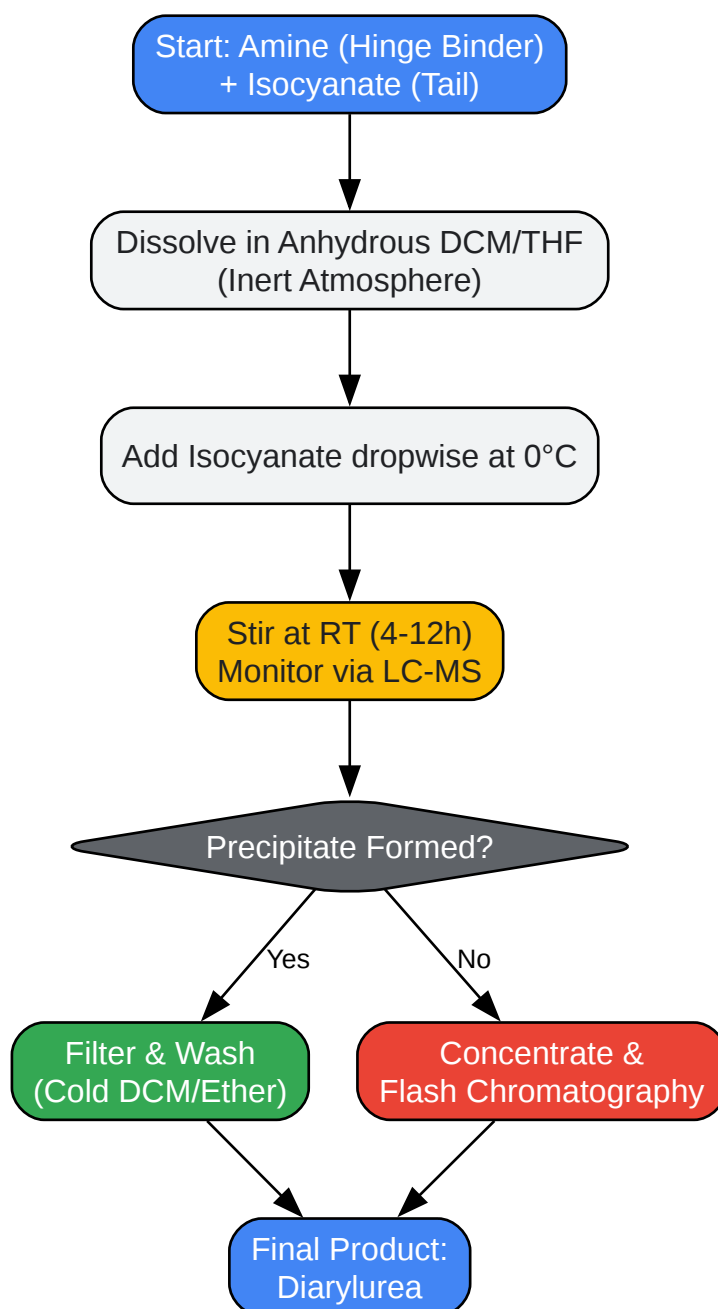 Start: Amine (Hinge Binder)
+ Isocyanate (Tail)
Dissolve in Anhydrous DCM/THF
(Inert Atmosphere)
Add Isocyanate dropwise at 0°C
Stir at RT (4-12h)
Monitor via LC-MS
Precipitate Formed?
Yes
No
Filter & Wash
(Cold DCM/Ether)
Concentrate &
Flash Chromatography
Final Product:
Diarylurea